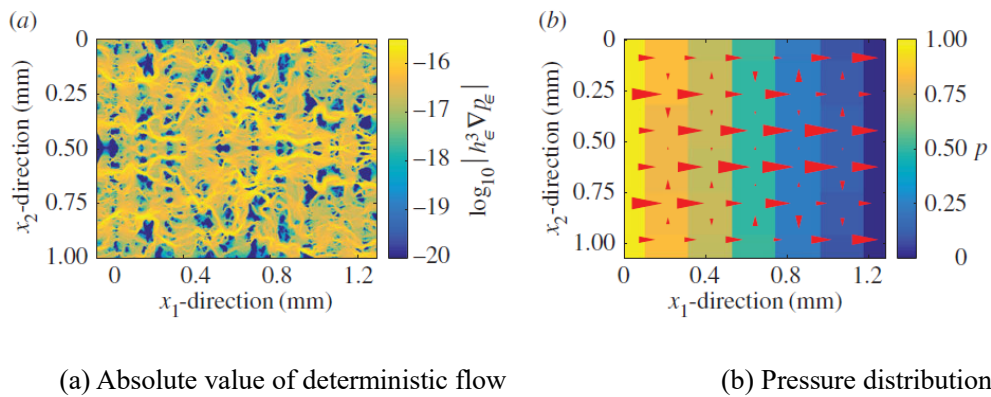 (a)
0
0.25
0.50
0.75
1.00
x2-direction (mm)
0 0.4 0.8 1.2
x1-direction (mm)
–16
–17
–18
–19
–20
log10 |hϵ^3 ∇pϵ|
(b)
0
0.25
0.50
0.75
1.00
x2-direction (mm)
0 0.4 0.8 1.2
x1-direction (mm)
1.00
0.75
0.50 p
0.25
0
(a) Absolute value of deterministic flow
(b) Pressure distribution